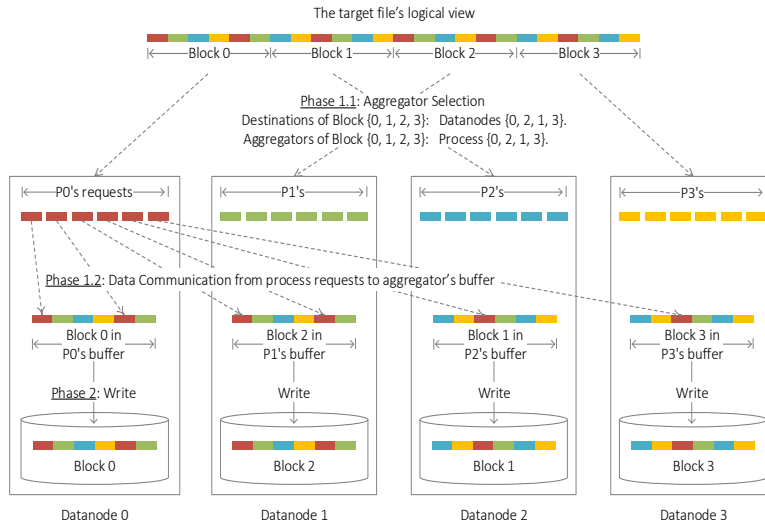 The target file's logical view
Block 0 Block 1 Block 2 Block 3
Phase 1.1: Aggregator Selection
Destinations of Block {0, 1, 2, 3}: Datanodes {0, 2, 1, 3}.
Aggregators of Block {0, 1, 2, 3}: Process {0, 2, 1, 3}.
P0's requests P1's P2's P3's
Phase 1.2: Data Communication from process requests to aggregator's buffer
Block 0 in Block 2 in Block 1 in Block 3 in
P0's buffer P1's buffer P2's buffer P3's buffer
Phase 2: Write Write Write Write
Block 0 Block 2 Block 1 Block 3
Datanode 0 Datanode 1 Datanode 2 Datanode 3